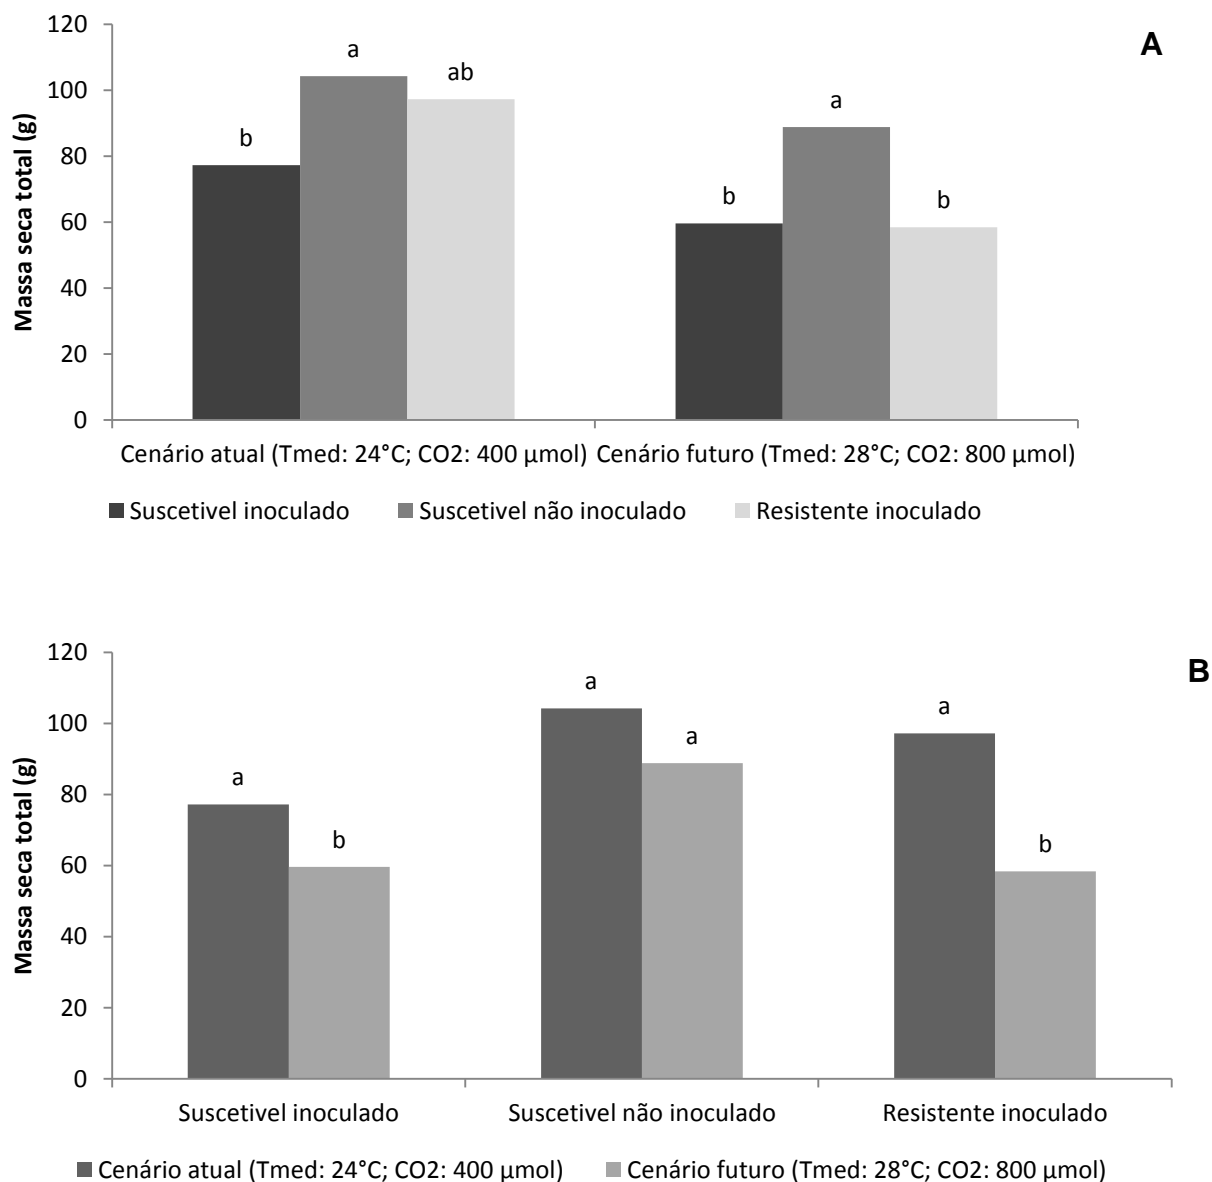 A
Massa seca total (g)
120
100
80
60
40
20
0
b
a
ab
b
a
b
Cenário atual (Tmed: 24°C; CO2: 400 µmol) Cenário futuro (Tmed: 28°C; CO2: 800 µmol)
Suscetivel inoculado Suscetivel não inoculado Resistente inoculado
B
Massa seca total (g)
120
100
80
60
40
20
0
a
b
a
a
a
b
Suscetivel inoculado Suscetivel não inoculado Resistente inoculado
Cenário atual (Tmed: 24°C; CO2: 400 µmol) Cenário futuro (Tmed: 28°C; CO2: 800 µmol)